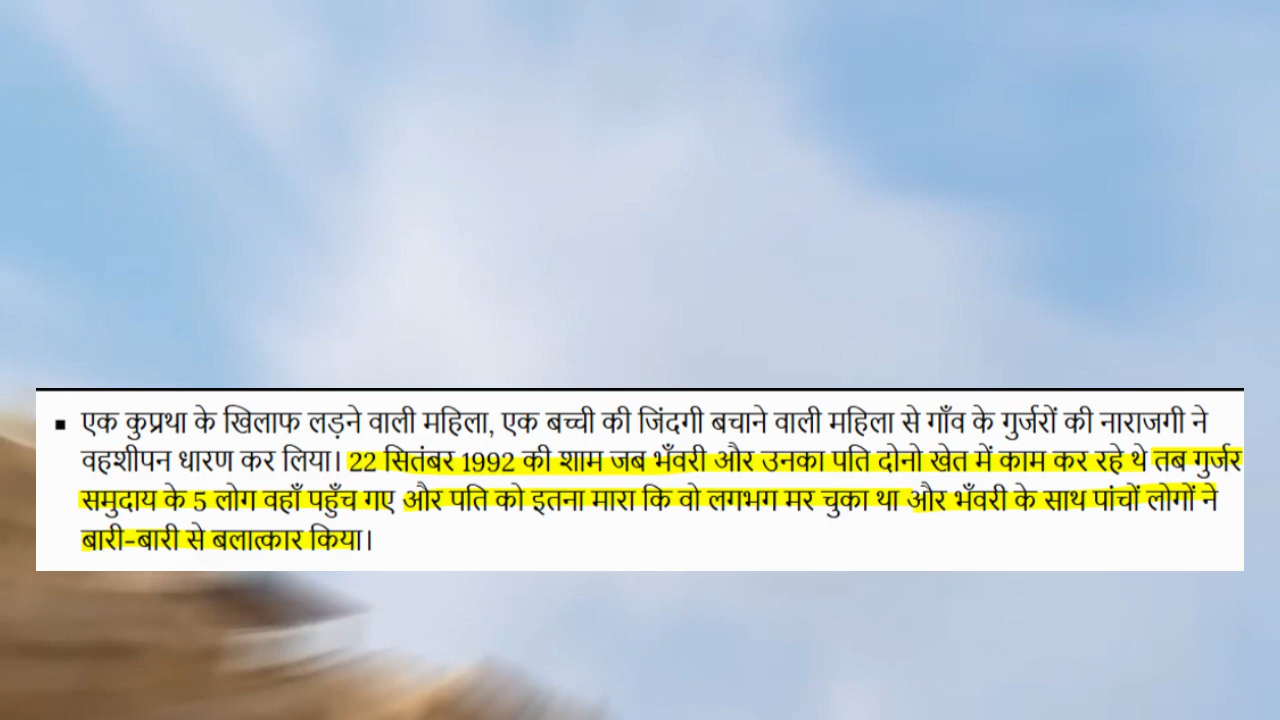 ▪ एक कुप्रथा के खिलाफ लड़ने वाली महिला, एक बच्ची की जिंदगी बचाने वाली महिला से गाँव के गुर्जरों की नाराजगी ने
वहशीपन धारण कर लिया। 22 सितंबर 1992 की शाम जब भँवरी और उनका पति दोनो खेत में काम कर रहे थे तब गुर्जर
समुदाय के 5 लोग वहाँ पहुँच गए और पति को इतना मारा कि वो लगभग मर चुका था और भँवरी के साथ पांचों लोगों ने
बारी-बारी से बलात्कार किया।